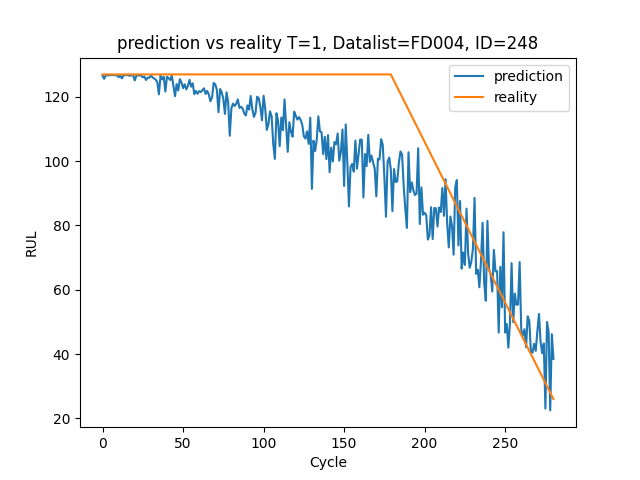 prediction vs reality T=1, Datalist=FD004, ID=248
prediction
reality
RUL
120
100
80
60
40
20
0 50 100 150 200 250
Cycle